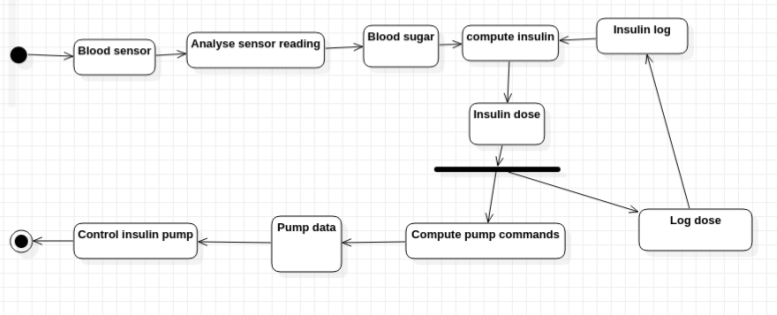 Blood sensor
Analyse sensor reading
Blood sugar
compute insulin
Insulin log
Insulin dose
Control insulin pump
Pump data
Compute pump commands
Log dose